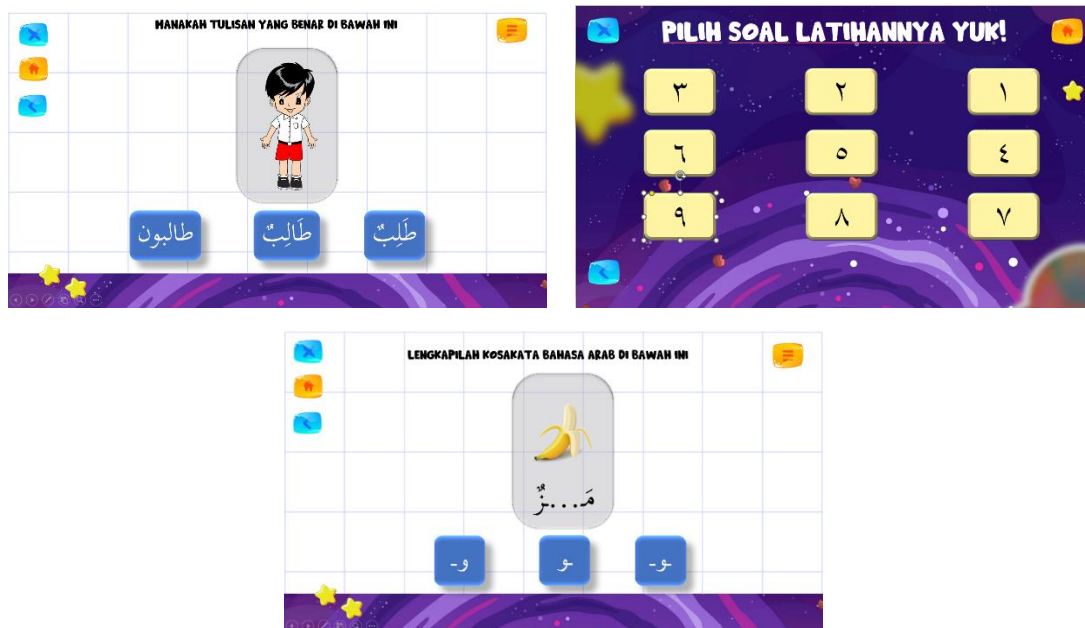 MANAKAH TULISAN YANG BENAR DI BAWAH INI
طَلِبٌ طَالِبٌ طالبون
PILIH SOAL LATIHANNYA YUK!
١ ٢ ٣
٤ ٥ ٦
٧ ٨ ٩
LENGKAPILAH KOSAKATA BAHASA ARAB DI BAWAH INI
مَ...زٌ
ـو- ـو و-